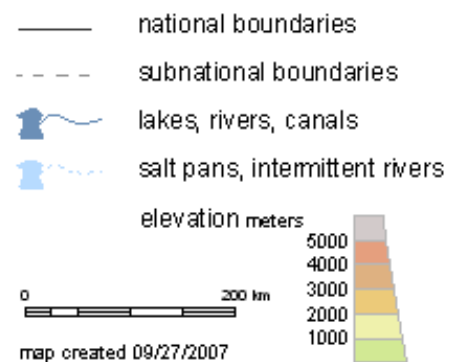 national boundaries
subnational boundaries
lakes, rivers, canals
salt pans, intermittent rivers
elevation meters
5000
4000
3000
2000
1000
0 200 km
map created 09/27/2007